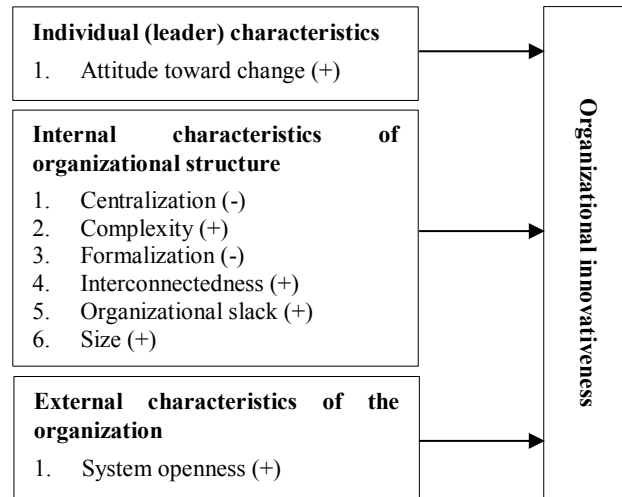 Individual (leader) characteristics
1. Attitude toward change (+)
Internal characteristics of
organizational structure
1. Centralization (-)
2. Complexity (+)
3. Formalization (-)
4. Interconnectedness (+)
5. Organizational slack (+)
6. Size (+)
External characteristics of the
organization
1. System openness (+)
Organizational innovativeness